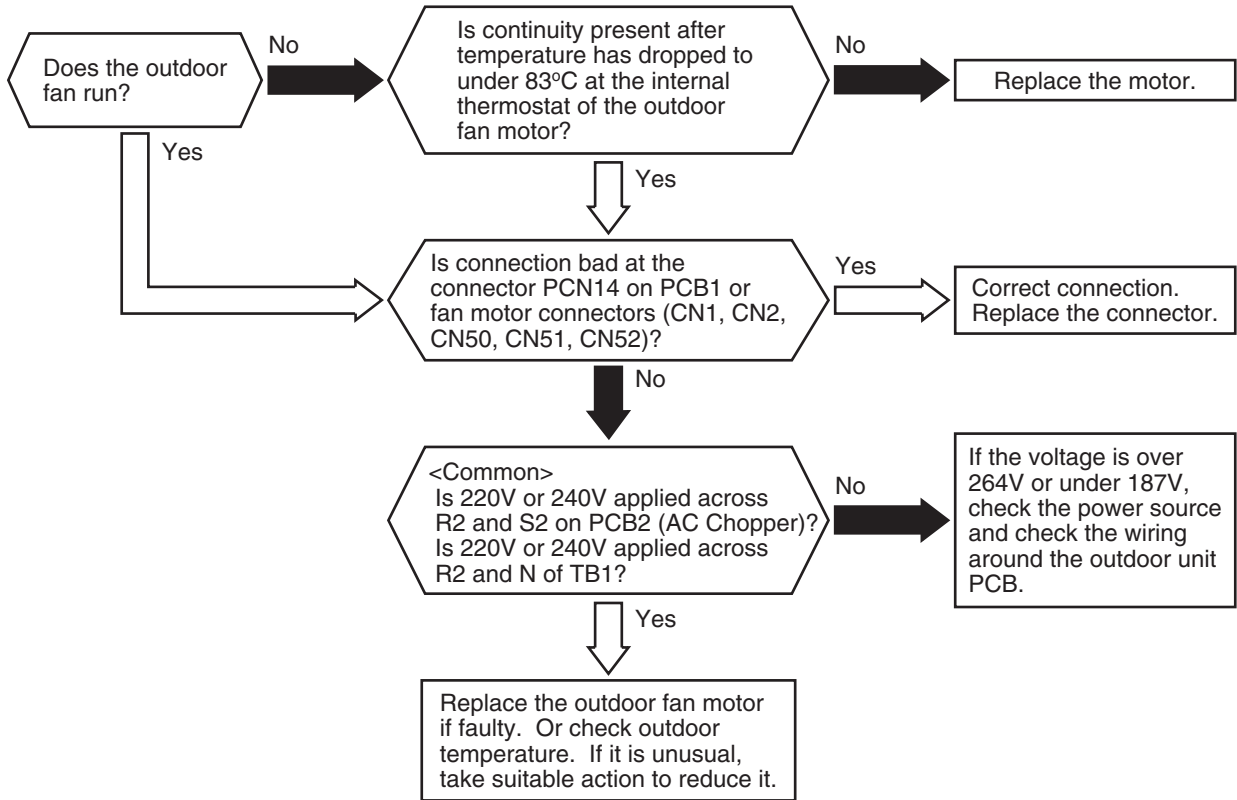 Does the outdoor
fan run?
No
Is continuity present after
temperature has dropped to
under 83ºC at the internal
thermostat of the outdoor
fan motor?
No
Replace the motor.
Yes
Yes
Is connection bad at the
connector PCN14 on PCB1 or
fan motor connectors (CN1, CN2,
CN50, CN51, CN52)?
Yes
Correct connection.
Replace the connector.
No
<Common>
Is 220V or 240V applied across
R2 and S2 on PCB2 (AC Chopper)?
Is 220V or 240V applied across
R2 and N of TB1?
No
If the voltage is over
264V or under 187V,
check the power source
and check the wiring
around the outdoor unit
PCB.
Yes
Replace the outdoor fan motor
if faulty. Or check outdoor
temperature. If it is unusual,
take suitable action to reduce it.